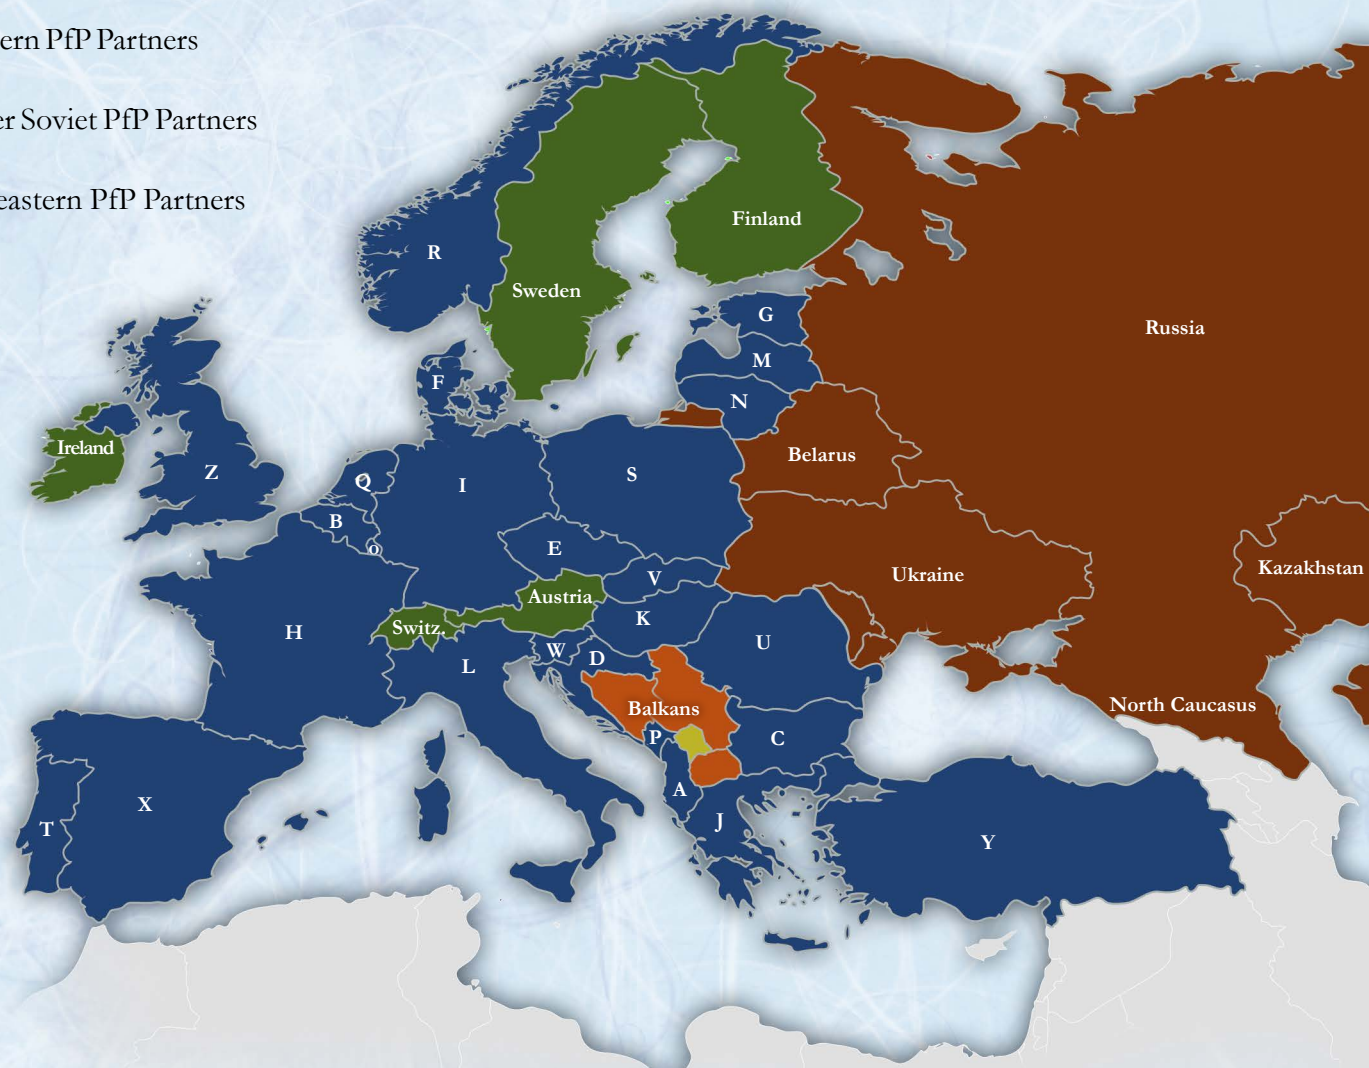 ern PfP Partners
er Soviet PfP Partners
eastern PfP Partners
R
Finland
Sweden
G
Russia
M
F
N
Ireland
Belarus
Z
Q
I
S
B
o
E
Kazakhstan
V
Ukraine
Austria
K
Switz.
H
U
W
D
L
North Caucasus
Balkans
P
C
A
X
J
T
Y